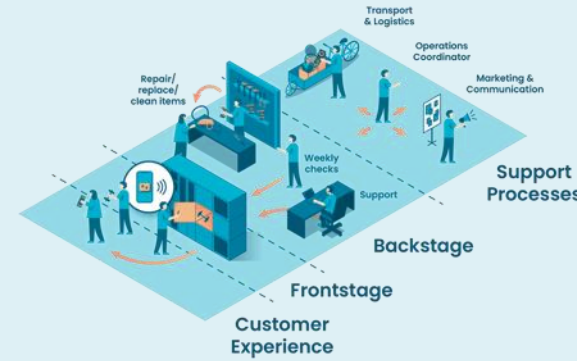 Transport
& Logistics
Operations
Coordinator
Marketing &
Communication
Repair/
replace/
clean items
Weekly
checks
Support
Support
Processes
Backstage
Frontstage
Customer
Experience